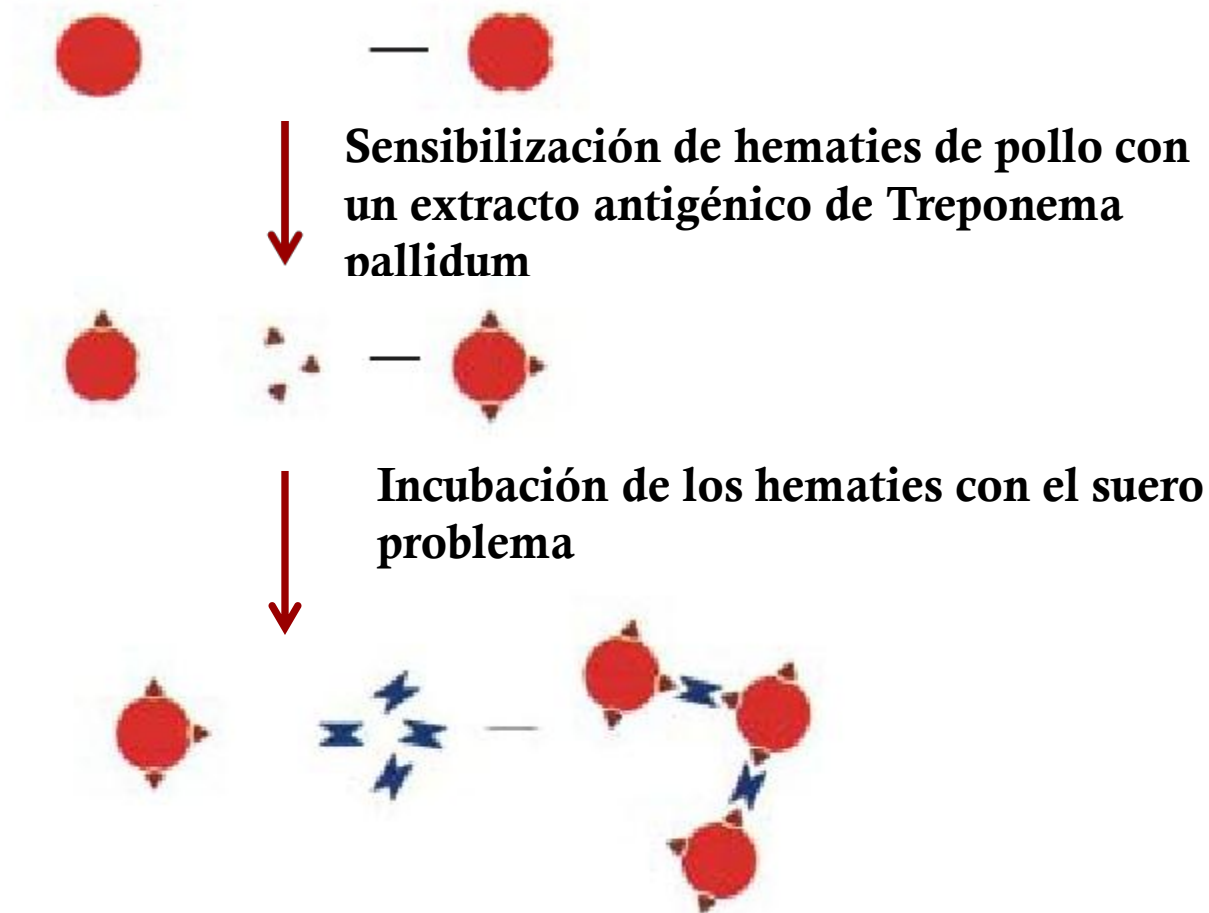 Sensibilización de hematies de pollo con
un extracto antigénico de Treponema
pallidum
Incubación de los hematies con el suero
problema